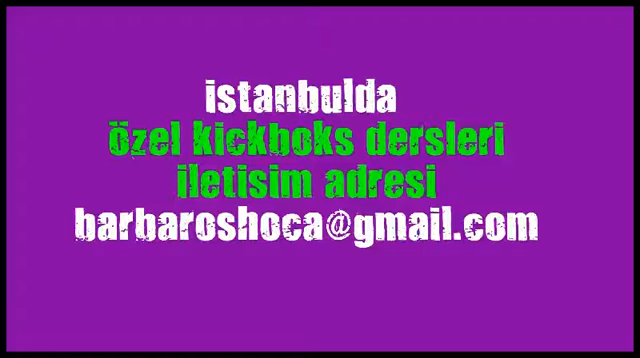 istanbulda
özel kickboks dersleri
iletisim adresi
barbaroshoca@gmail.com